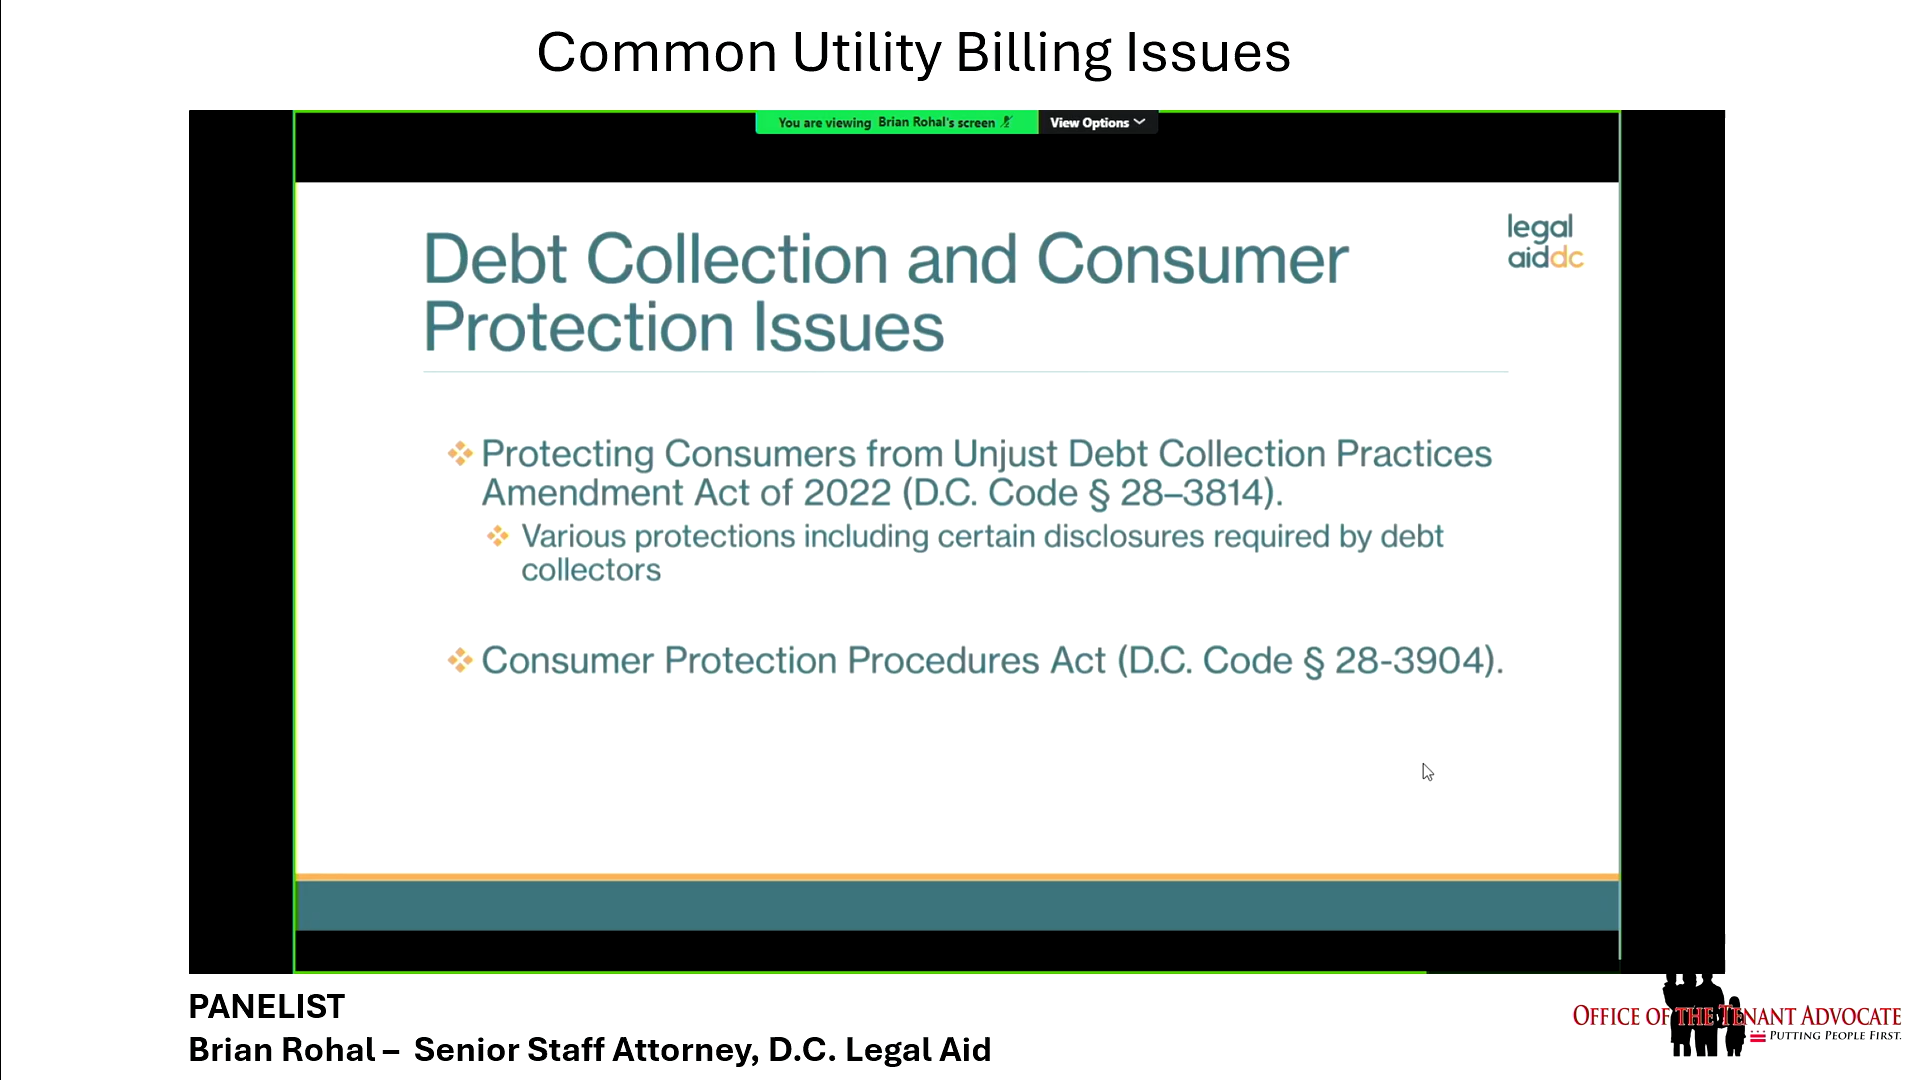 Common Utility Billing Issues
You are viewing Brian Rohal's screen
View Options
legal
aiddc
Debt Collection and Consumer
Protection Issues
Protecting Consumers from Unjust Debt Collection Practices
Amendment Act of 2022 (D.C. Code § 28–3814).
Various protections including certain disclosures required by debt
collectors
Consumer Protection Procedures Act (D.C. Code § 28-3904).
PANELIST
Brian Rohal – Senior Staff Attorney, D.C. Legal Aid
OFFICE OF THE TENANT ADVOCATE
PUTTING PEOPLE FIRST.